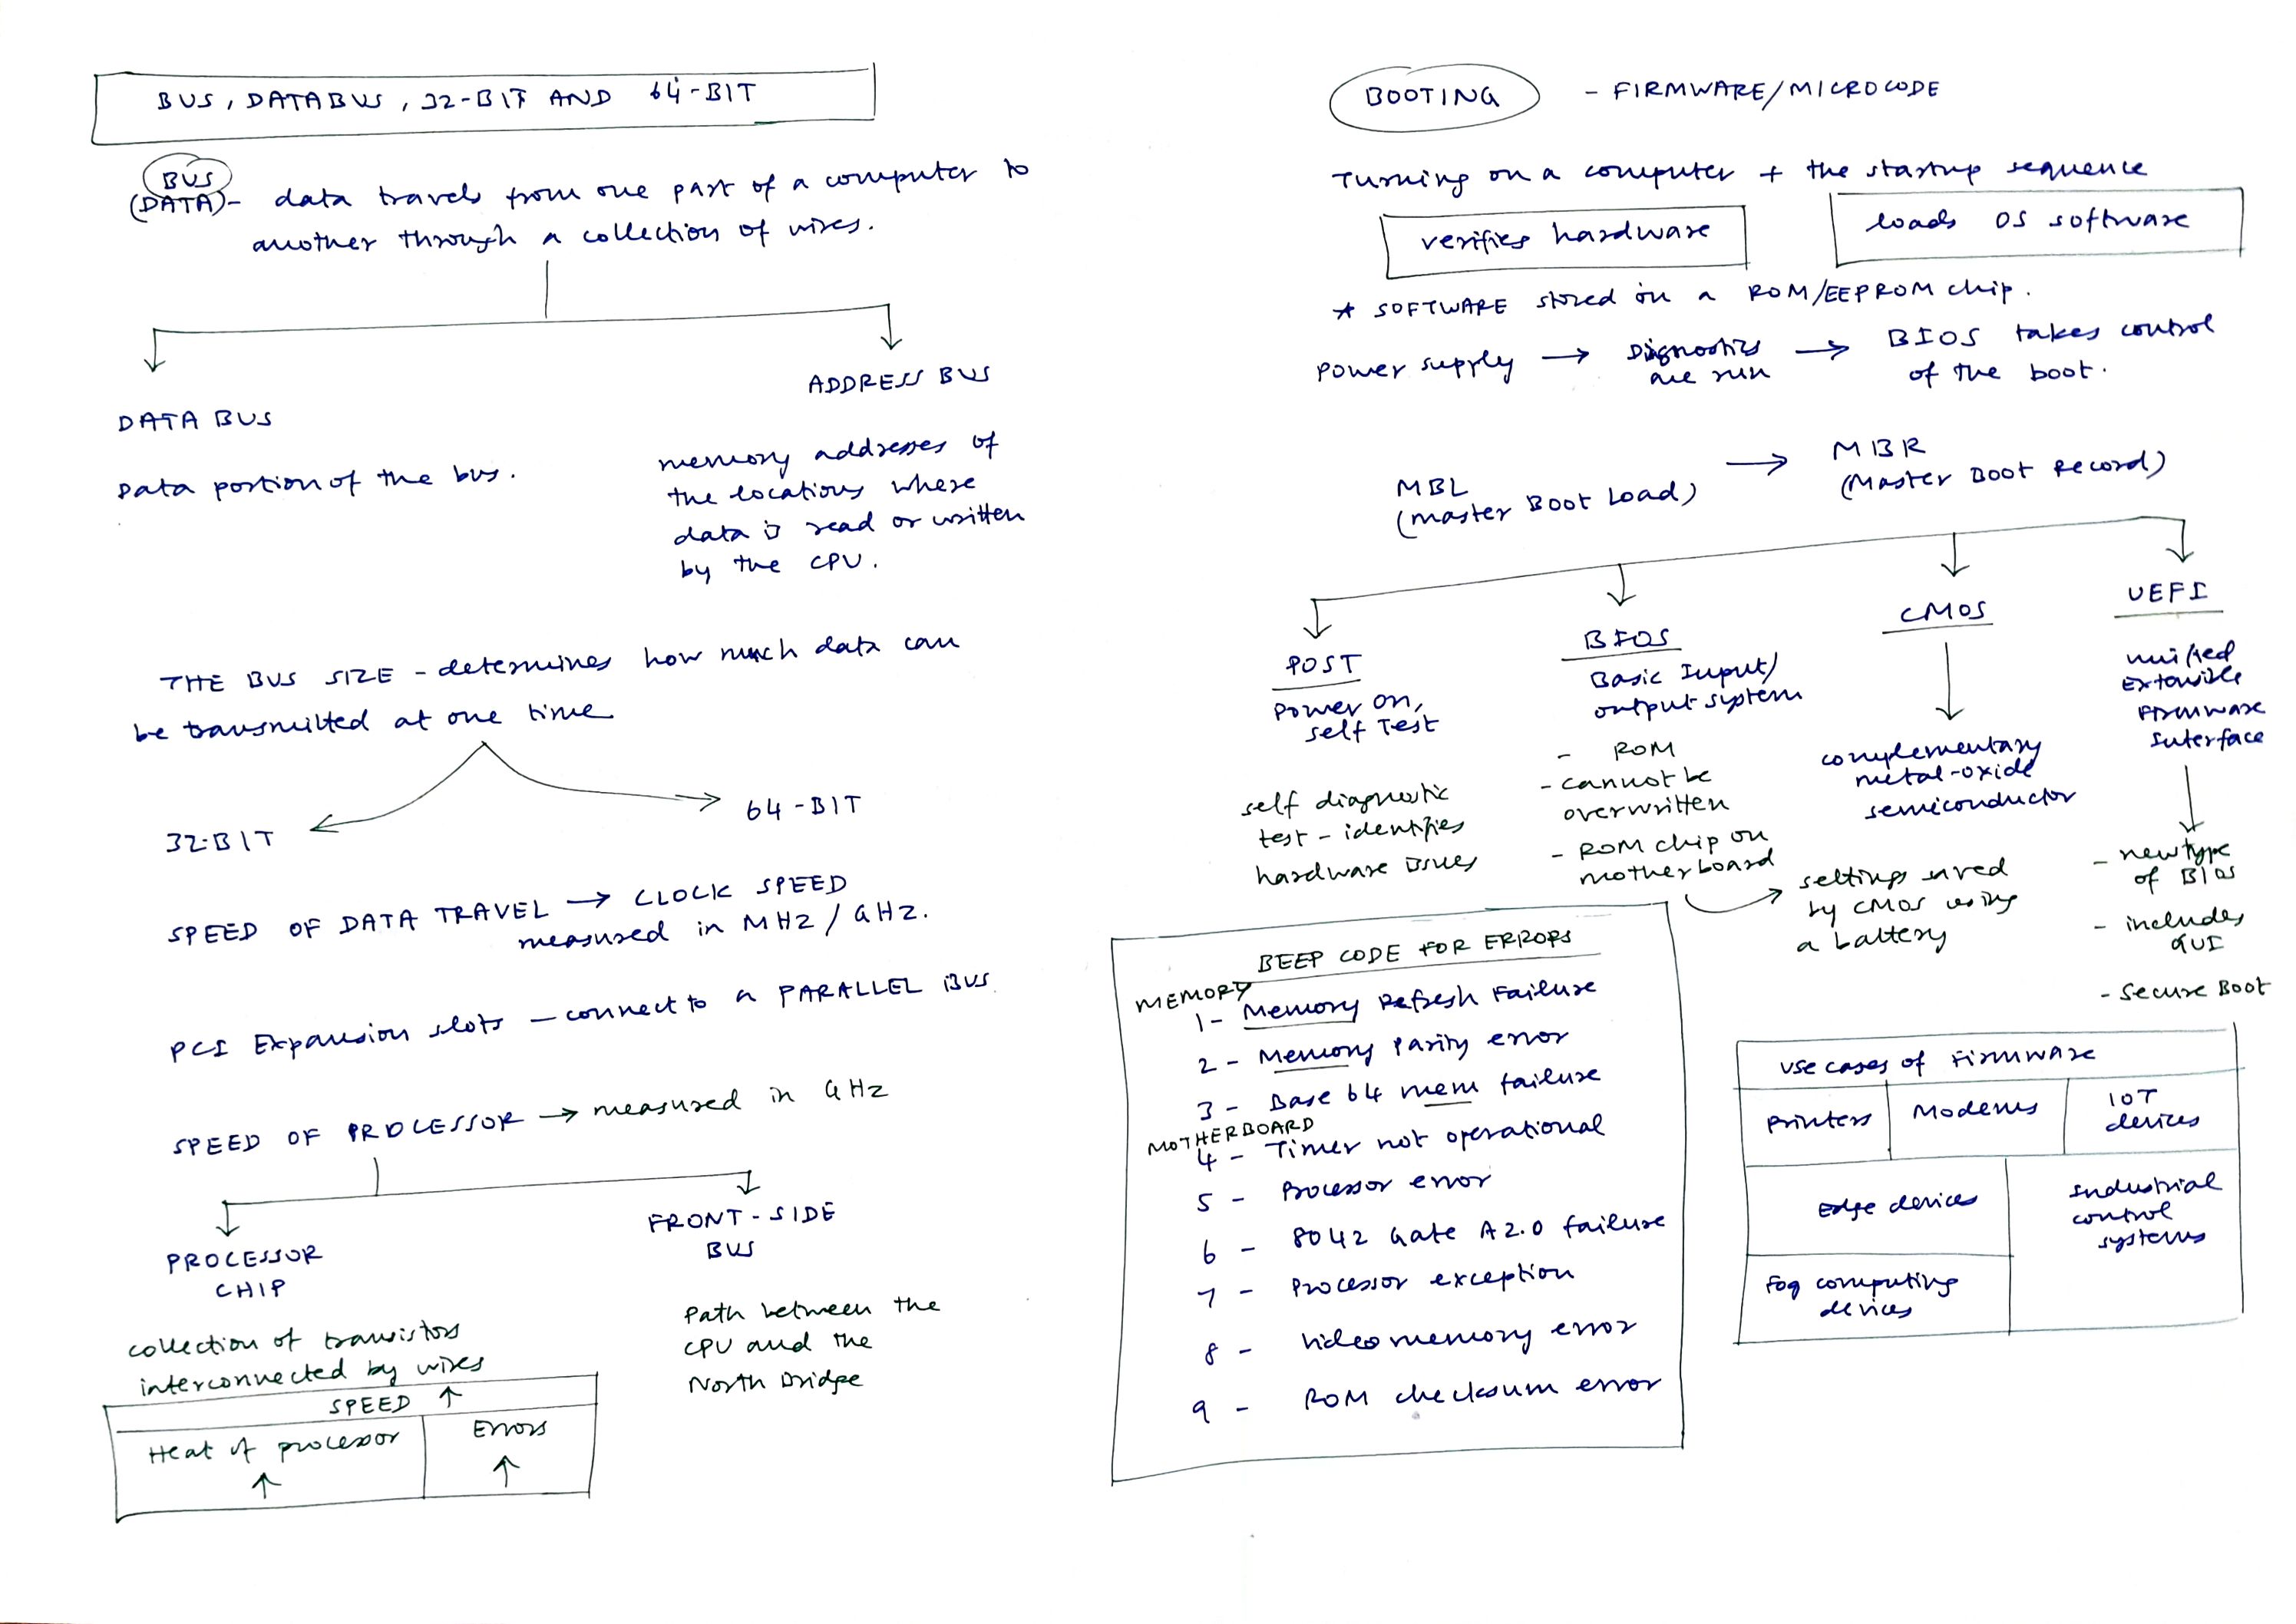 BUS, DATABUS, 32-BIT AND 64-BIT
BUS
(DATA)- data travels from one part of a computer to
another through a collection of wires.
DATA BUS
Data portion of the bus.
ADDRESS BUS
memory addresses of
the locations where
data is read or written
by the CPU.
THE BUS SIZE - determines how much data can
be transmitted at one time
32-BIT
64-BIT
SPEED OF DATA TRAVEL → CLOCK SPEED
measured in MHZ / GHZ.
PCI Expansion slots - connect to a PARALLEL BUS
SPEED OF PROCESSOR → measured in GHZ
PROCESSOR
CHIP
collection of transistors
interconnected by wires
FRONT-SIDE
BUS
Path between the
CPU and the
North Bridge
SPEED ↑
Heat of processor
↑
Errors
↑
BOOTING - FIRMWARE/MICROCODE
Turning on a computer + the startup sequence
verifies hardware
loads OS software
* SOFTWARE stored on a ROM/EEPROM chip.
Power supply → Diagnostics → BIOS takes control
are run of the boot.
MBL → MBR
(Master Boot Load) (Master Boot Record)
POST
Power on,
self Test
self diagnostic
test - identifies
hardware issues
BIOS
Basic Input/
output system
- ROM
- cannot be
overwritten
- ROM chip on
motherboard
CMOS
complementary
metal-oxide
semiconductor
settings saved
by CMOS using
a battery
UEFI
unified
Extensible
Firmware
Interface
- new type
of BIOS
- includes
GUI
- Secure Boot
BEEP CODE FOR ERRORS
MEMORY
1 - Memory Refresh Failure
2 - Memory Parity error
3 - Base 64 mem failure
MOTHERBOARD
4 - Timer not operational
5 - Processor error
6 - 8042 Gate A2.0 failure
7 - Processor exception
8 - Video memory error
9 - ROM checksum error
Use cases of Firmware
Printers
Modems
IOT
devices
Edge devices
Industrial
control
systems
Fog computing
devices